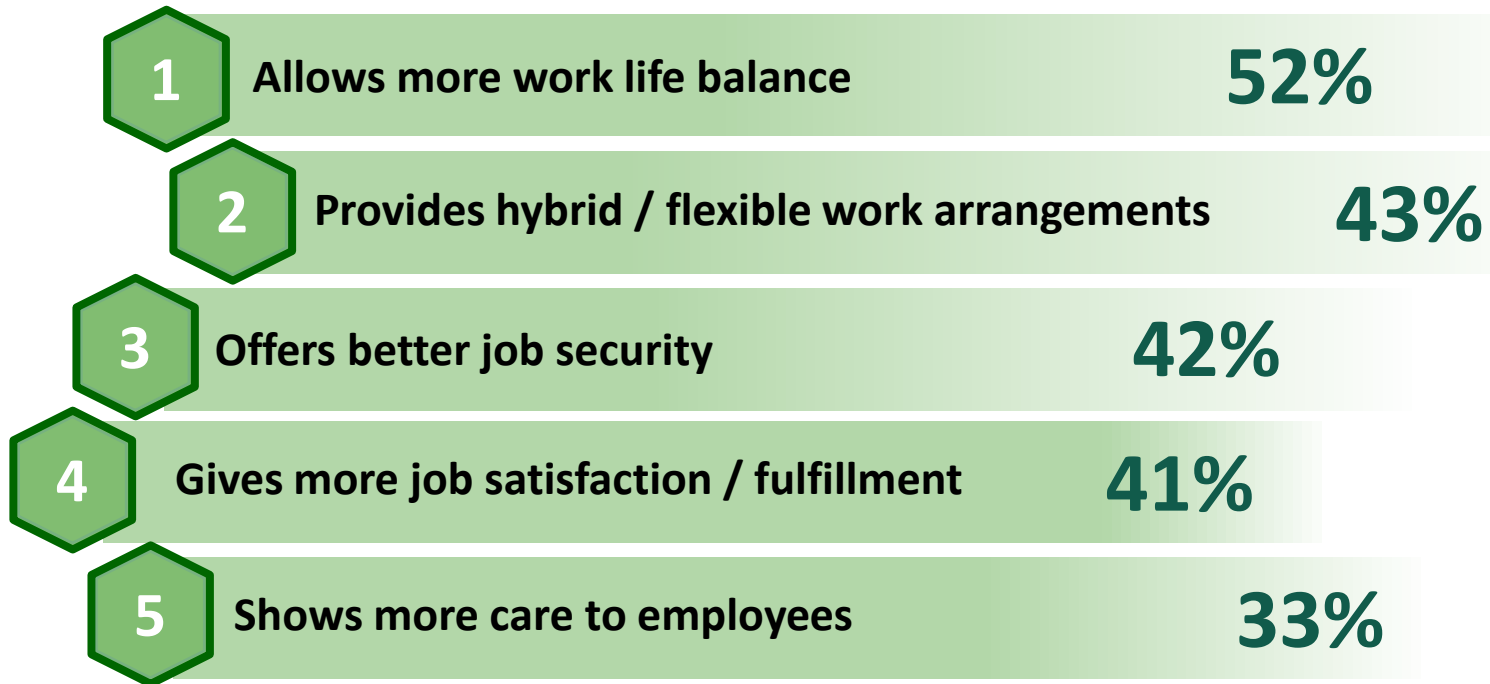 1 Allows more work life balance 52%
2 Provides hybrid / flexible work arrangements 43%
3 Offers better job security 42%
4 Gives more job satisfaction / fulfillment 41%
5 Shows more care to employees 33%